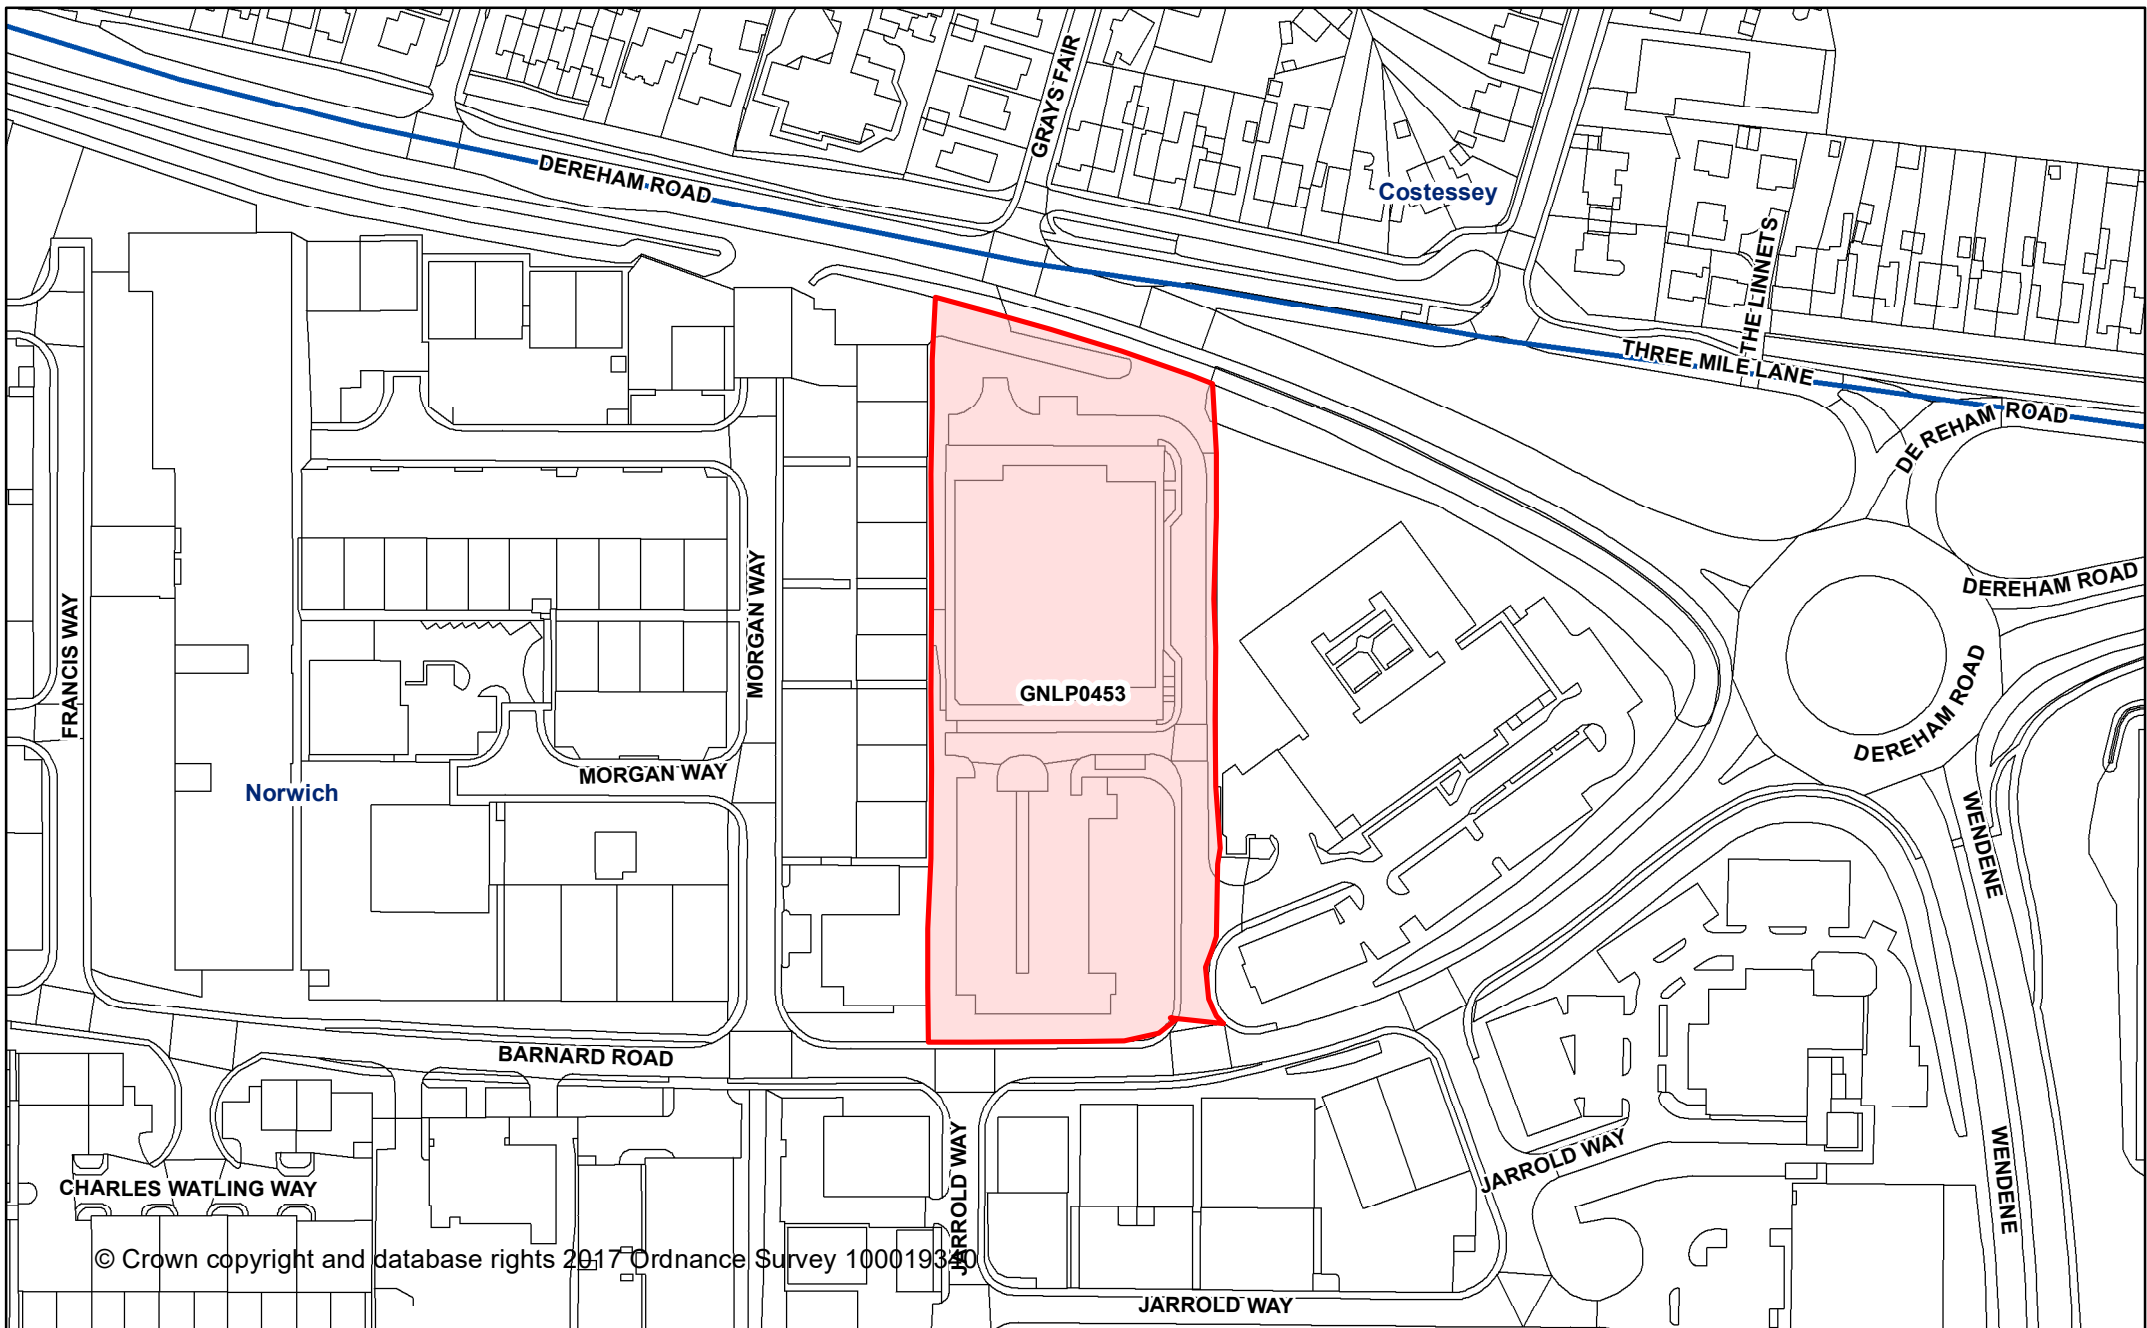 GRAYS FAIR
DEREHAM ROAD
Costessey
THE LINNETS
THREE MILE LANE
DEREHAM ROAD
DEREHAM ROAD
DEREHAM ROAD
FRANCIS WAY
MORGAN WAY
GNLP0453
MORGAN WAY
Norwich
WENDENE
BARNARD ROAD
JARROLD WAY
JARROLD WAY
WENDENE
CHARLES WATLING WAY
© Crown copyright and database rights 2017 Ordnance Survey 100019340
JARROLD WAY